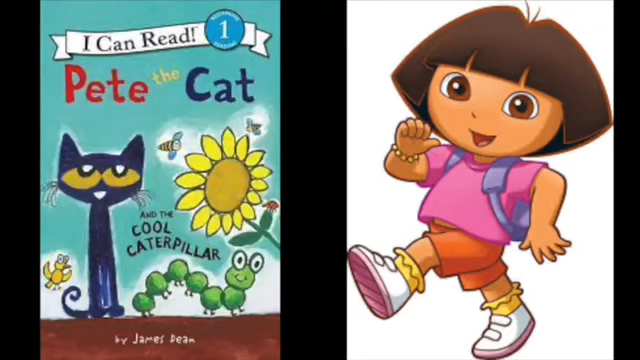 I Can Read!
1
Pete the Cat
AND THE
COOL
CATERPILLAR
by James Dean